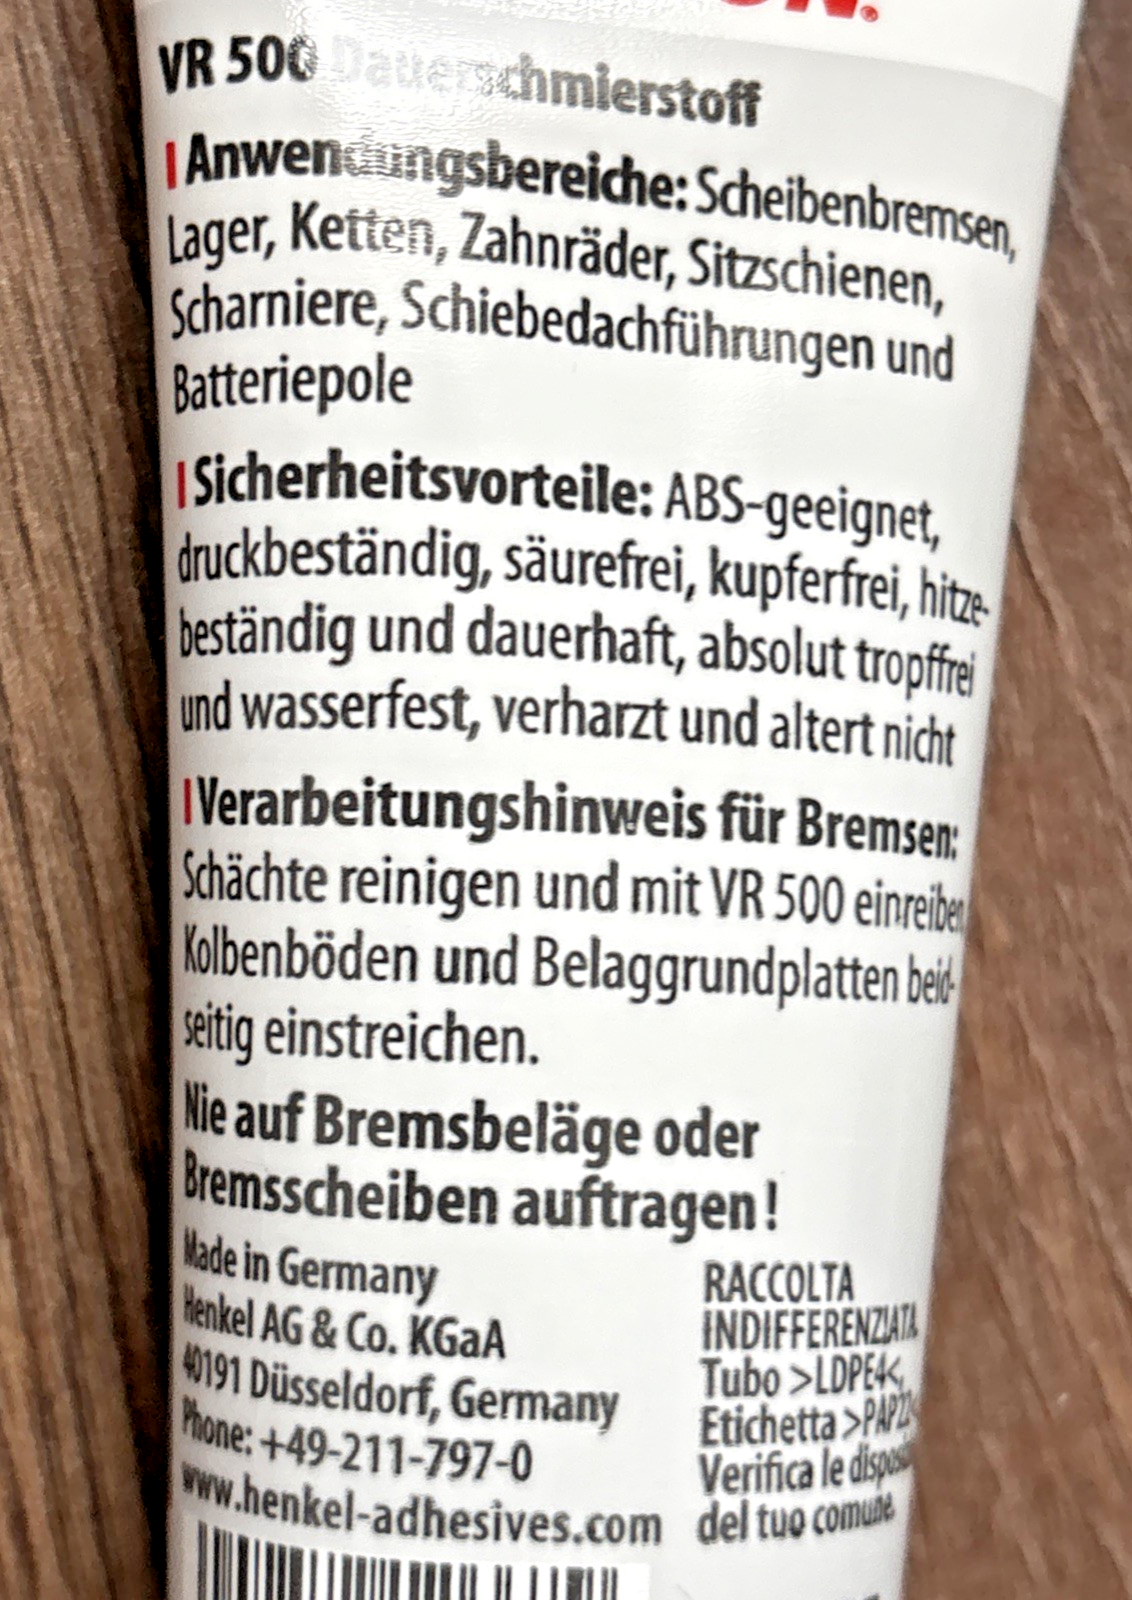 ON®
VR 500 Dauerschmierstoff
Anwendungsbereiche: Scheibenbremsen,
Lager, Ketten, Zahnräder, Sitzschienen,
Scharniere, Schiebedachführungen und
Batteriepole
Sicherheitsvorteile: ABS-geeignet,
druckbeständig, säurefrei, kupferfrei, hitze-
beständig und dauerhaft, absolut tropffrei
und wasserfest, verharzt und altert nicht
Verarbeitungshinweis für Bremsen:
Schächte reinigen und mit VR 500 einreiben
Kolbenböden und Belaggrundplatten beid-
seitig einstreichen.
Nie auf Bremsbeläge oder
Bremsscheiben auftragen!
Made in Germany
Henkel AG & Co. KGaA
40191 Düsseldorf, Germany
Phone: +49-211-797-0
www.henkel-adhesives.com
RACCOLTA
INDIFFERENZIATA
Tubo >LDPE4<,
Etichetta >PAP22<
Verifica le
del tuo comune.